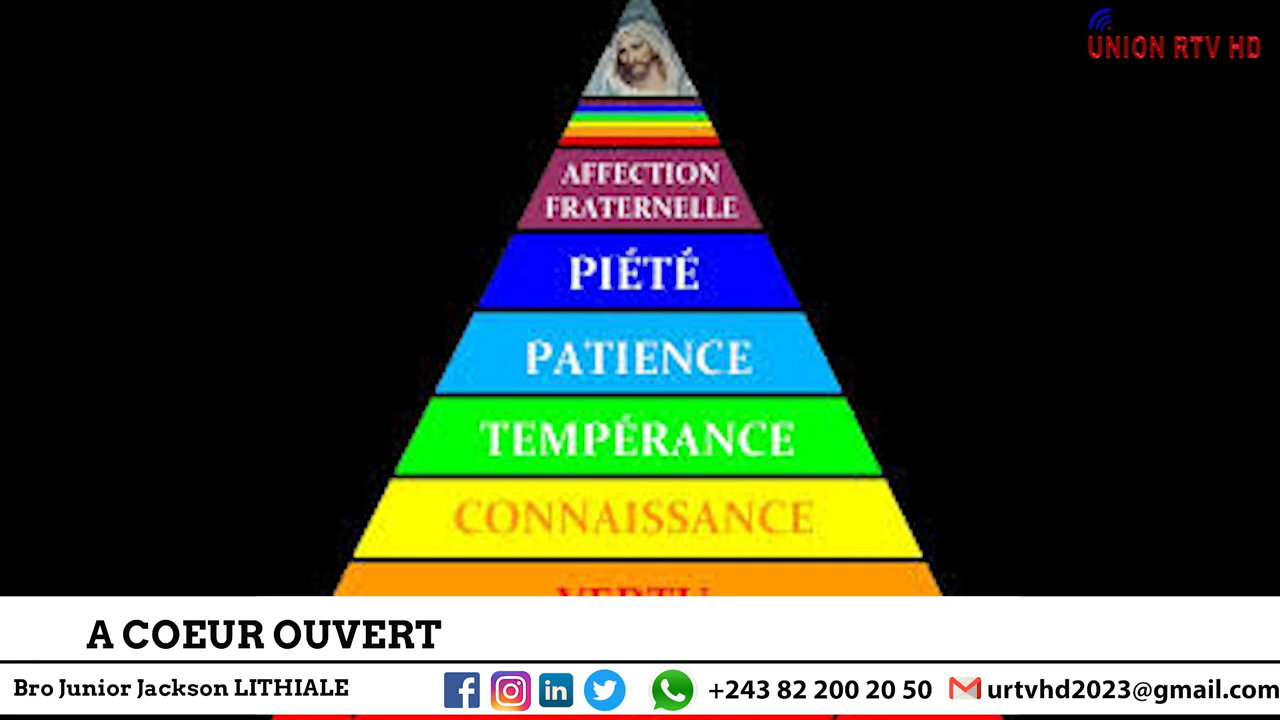 UNION RTV HD
AFFECTION
FRATERNELLE
PIÉTÉ
PATIENCE
TEMPÉRANCE
CONNAISSANCE
VERTU
A COEUR OUVERT
Bro Junior Jackson LITHIALE
+243 82 200 20 50
urtvhd2023@gmail.com